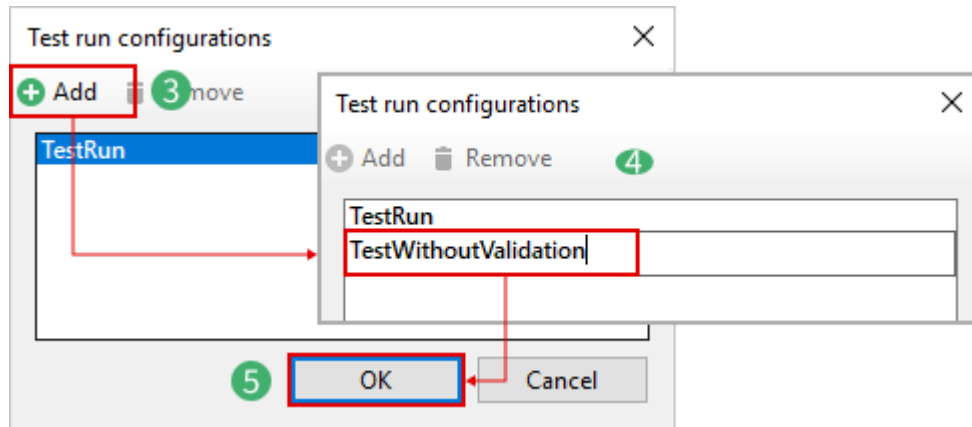 Test run configurations
Add 3 move
TestRun
Test run configurations
Add Remove 4
TestRun
TestWithoutValidation
5 OK Cancel